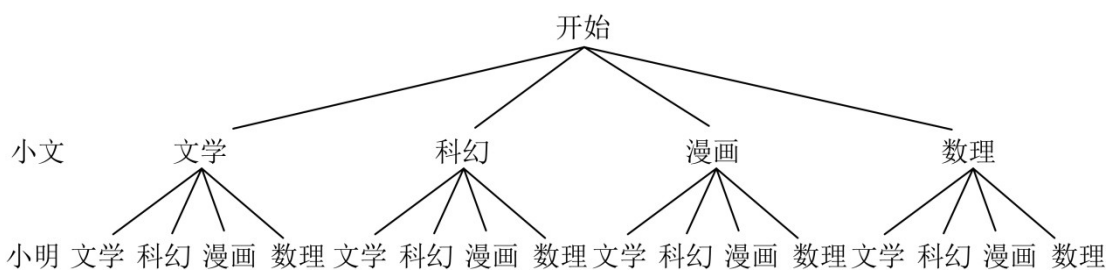 开始
小文 文学 科幻 漫画 数理
小明 文学 科幻 漫画 数理 文学 科幻 漫画 数理 文学 科幻 漫画 数理 文学 科幻 漫画 数理